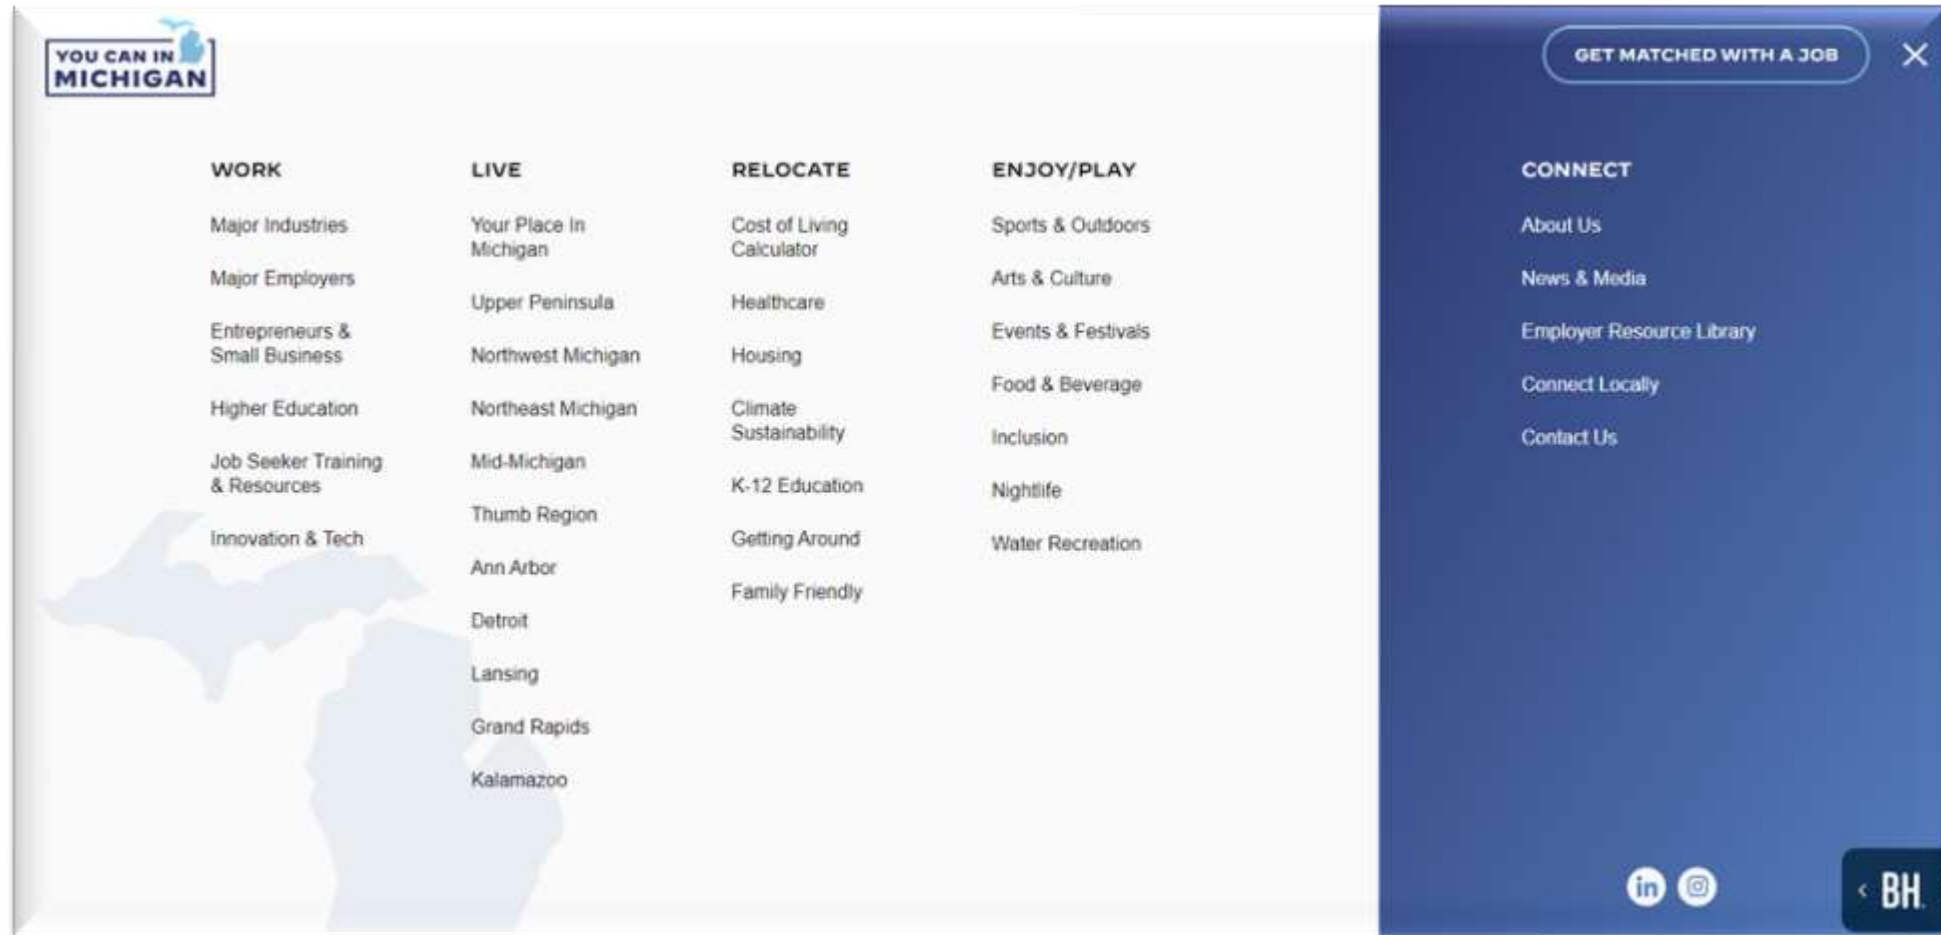 YOU CAN IN
MICHIGAN
GET MATCHED WITH A JOB
WORK
Major Industries
Major Employers
Entrepreneurs &
Small Business
Higher Education
Job Seeker Training
& Resources
Innovation & Tech
LIVE
Your Place In
Michigan
Upper Peninsula
Northwest Michigan
Northeast Michigan
Mid-Michigan
Thumb Region
Ann Arbor
Detroit
Lansing
Grand Rapids
Kalamazoo
RELOCATE
Cost of Living
Calculator
Healthcare
Housing
Climate
Sustainability
K-12 Education
Getting Around
Family Friendly
ENJOY/PLAY
Sports & Outdoors
Arts & Culture
Events & Festivals
Food & Beverage
Inclusion
Nightlife
Water Recreation
CONNECT
About Us
News & Media
Employer Resource Library
Connect Locally
Contact Us
in
BH.